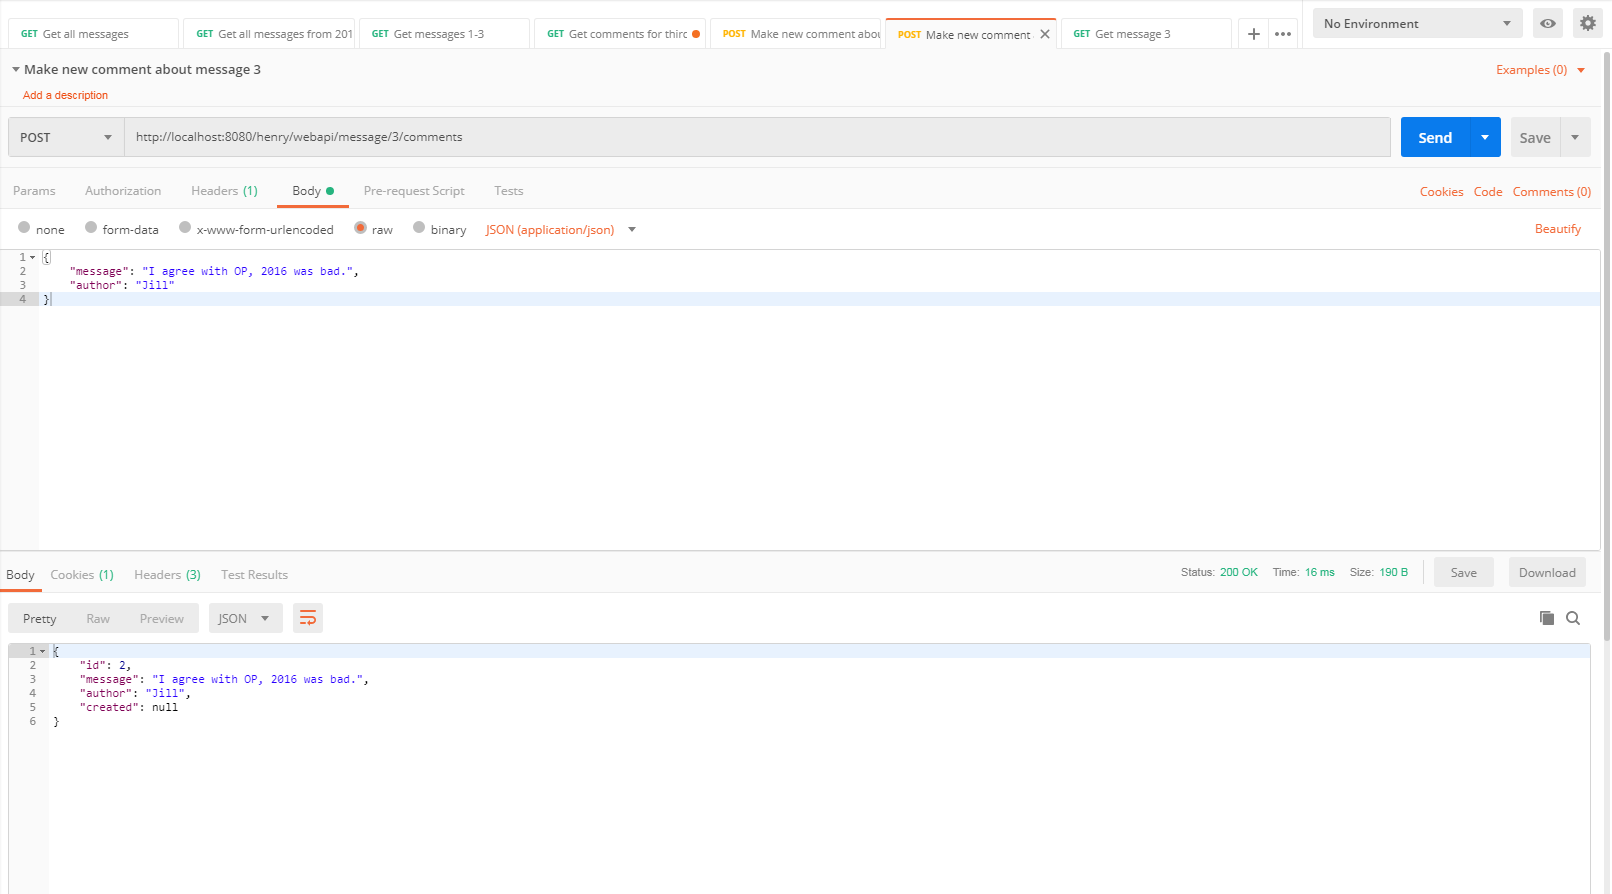 GET Get all messages GET Get all messages from 201 GET Get messages 1-3 GET Get comments for thirc POST Make new comment abou POST Make new comment GET Get message 3 No Environment
Make new comment about message 3 Examples (0)
Add a description
POST http://localhost:8080/henry/webapi/message/3/comments Send Save
Params Authorization Headers (1) Body Pre-request Script Tests Cookies Code Comments (0)
none form-data x-www-form-urlencoded raw binary JSON (application/json) Beautify
1 {
2 "message": "I agree with OP, 2016 was bad.",
3 "author": "Jill"
4 }
Body Cookies (1) Headers (3) Test Results Status: 200 OK Time: 16 ms Size: 190 B Save Download
Pretty Raw Preview JSON
1 {
2 "id": 2,
3 "message": "I agree with OP, 2016 was bad.",
4 "author": "Jill",
5 "created": null
6 }